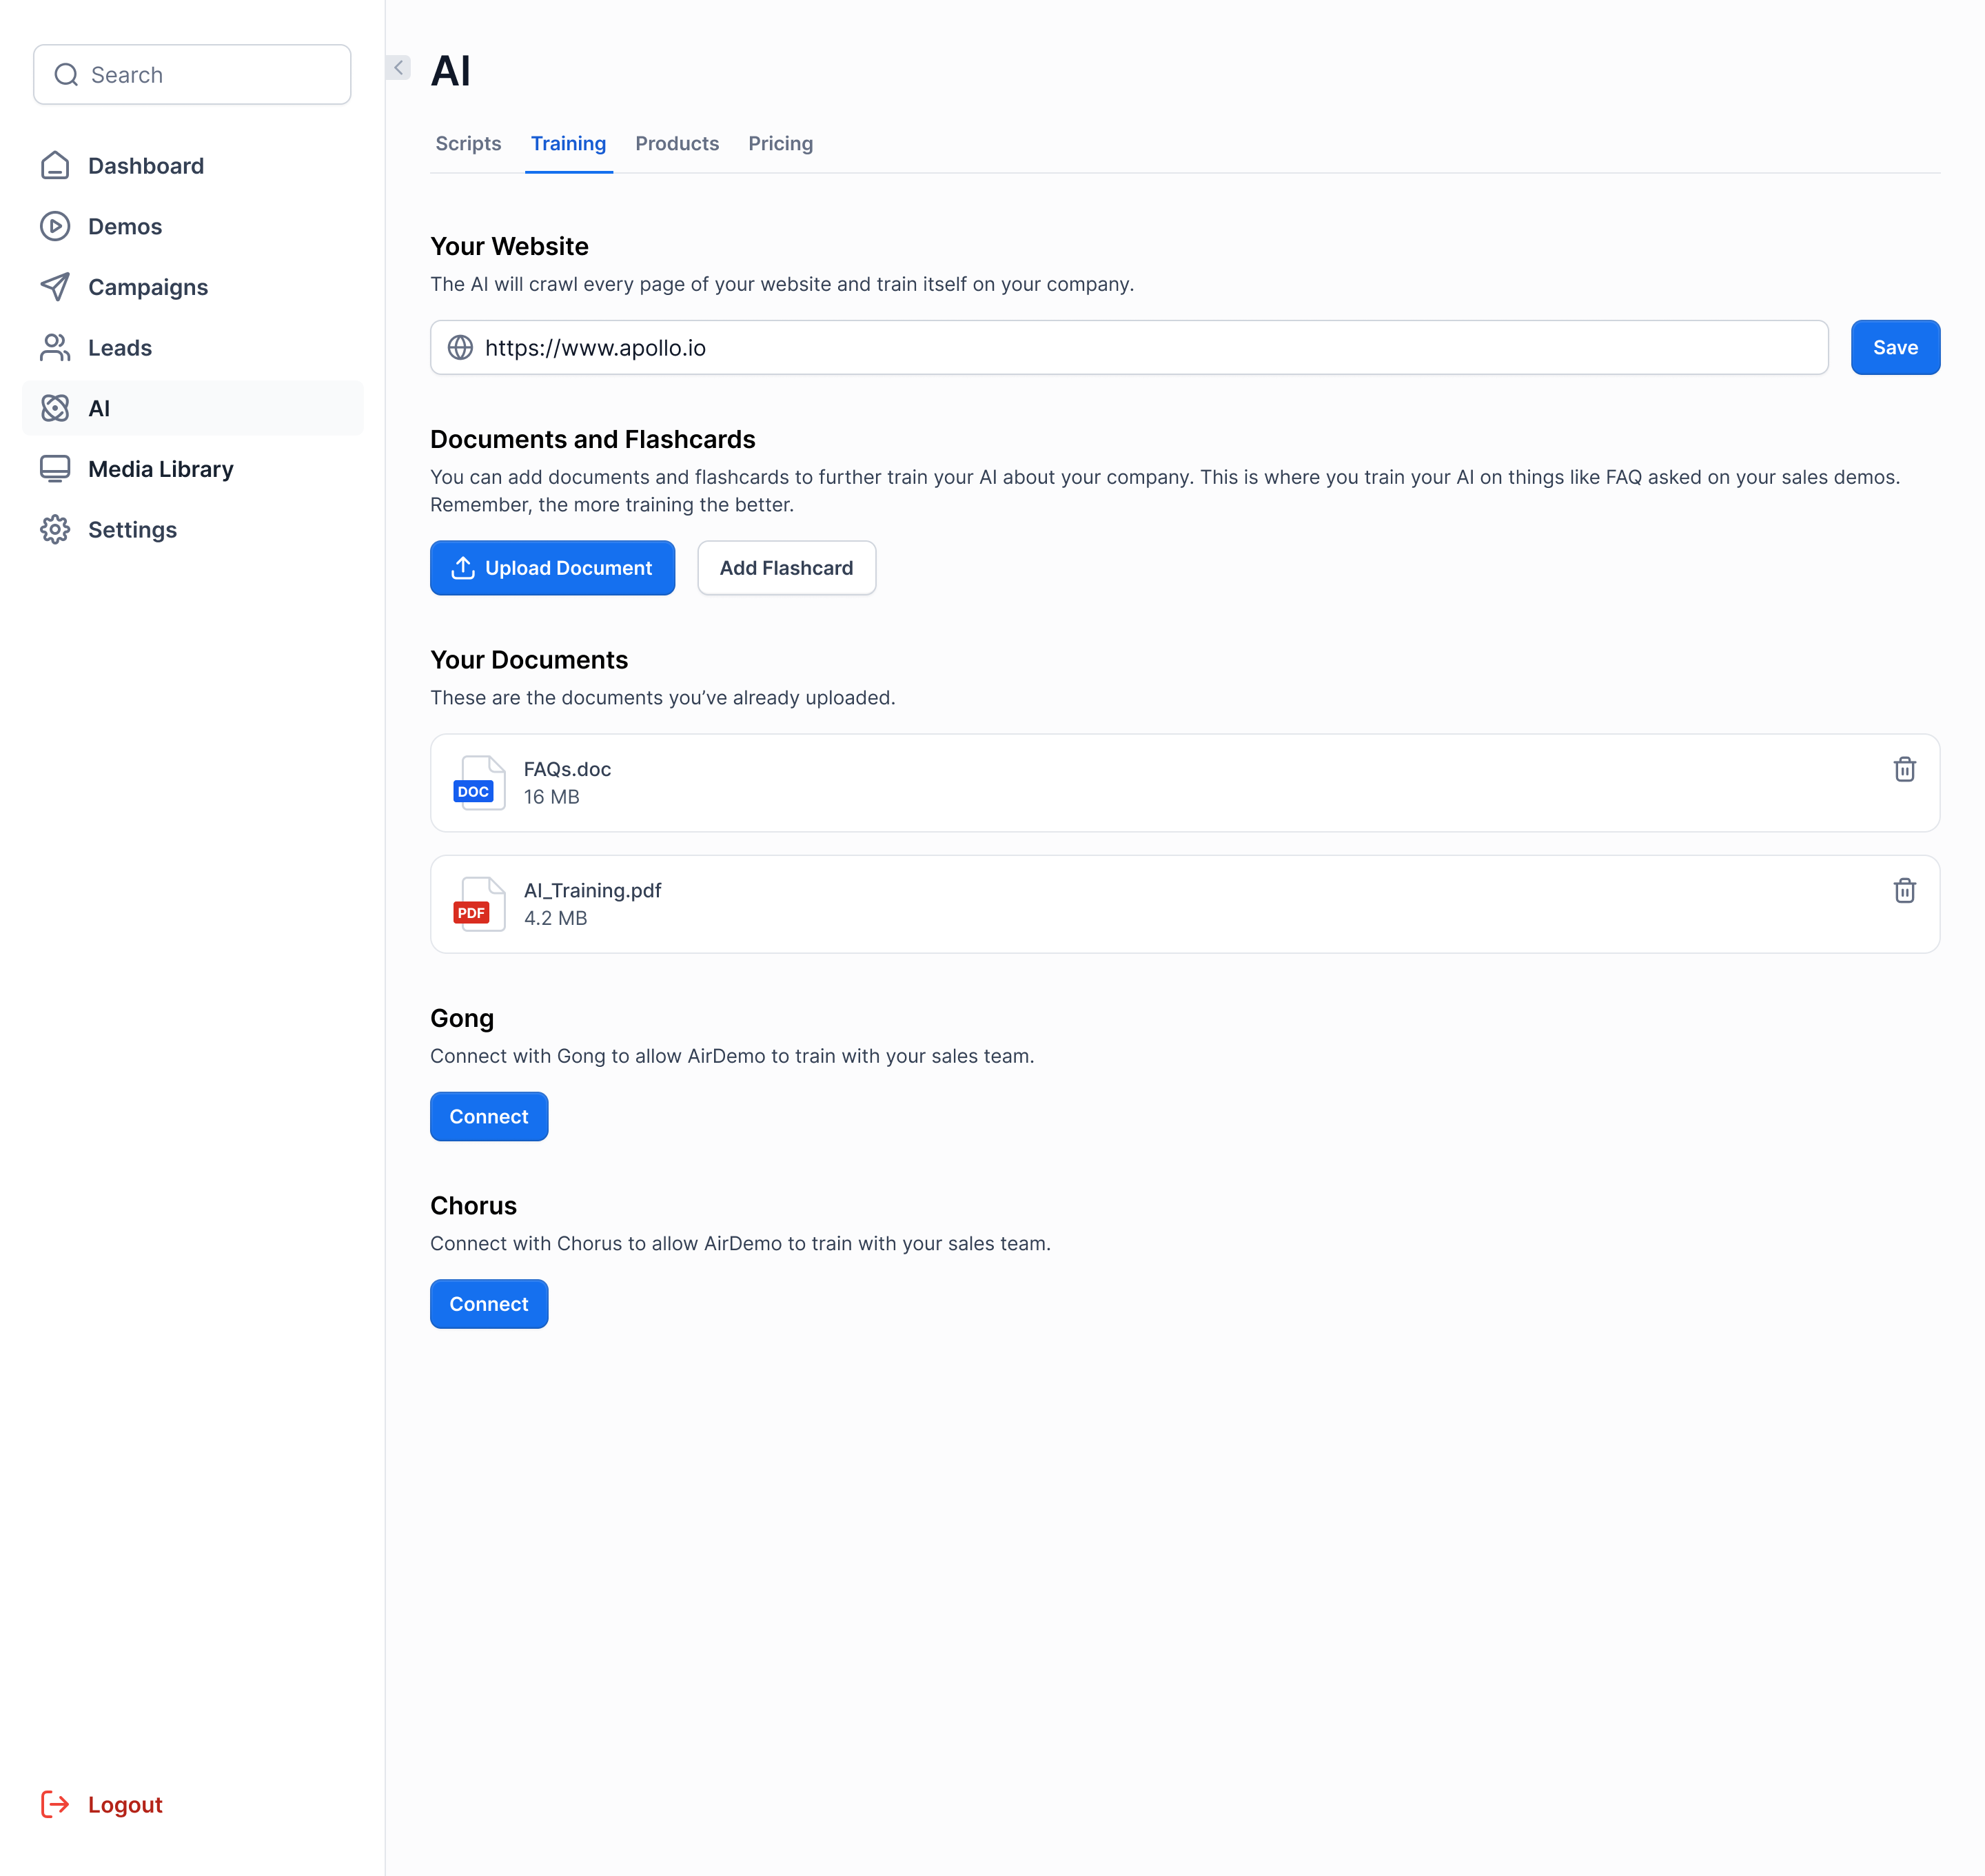 Search
Dashboard
Demos
Campaigns
Leads
AI
Media Library
Settings
Logout
AI
Scripts
Training
Products
Pricing
Your Website
The AI will crawl every page of your website and train itself on your company.
https://www.apollo.io
Save
Documents and Flashcards
You can add documents and flashcards to further train your AI about your company. This is where you train your AI on things like FAQ asked on your sales demos.
Remember, the more training the better.
Upload Document
Add Flashcard
Your Documents
These are the documents you’ve already uploaded.
DOC
FAQs.doc
16 MB
PDF
AI_Training.pdf
4.2 MB
Gong
Connect with Gong to allow AirDemo to train with your sales team.
Connect
Chorus
Connect with Chorus to allow AirDemo to train with your sales team.
Connect